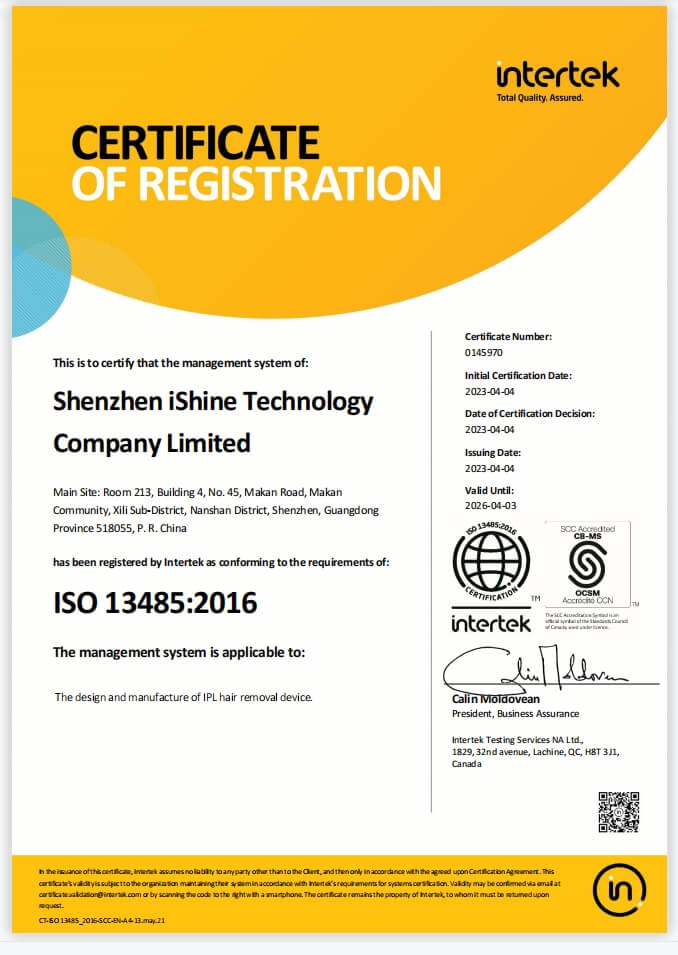 intertek
Total Quality. Assured.
CERTIFICATE
OF REGISTRATION
This is to certify that the management system of:
Shenzhen iShine Technology
Company Limited
Main Site: Room 213, Building 4, No. 45, Makan Road, Makan
Community, Xili Sub-District, Nanshan District, Shenzhen, Guangdong
Province 518055, P. R. China
has been registered by Intertek as conforming to the requirements of:
ISO 13485:2016
The management system is applicable to:
The design and manufacture of IPL hair removal device.
Certificate Number:
0145970
Initial Certification Date:
2023-04-04
Date of Certification Decision:
2023-04-04
Issuing Date:
2023-04-04
Valid Until:
2026-04-03
ISO 13485:2016
CERTIFICATION
TM
intertek
SCC Accredited
CB-MS
OCSM
Accrédité CCN
TM
The SCC Accreditation Symbol is an
official symbol of the Standards Council
of Canada, used under licence.
Calin Moldovan
Calin Moldovean
President, Business Assurance
Intertek Testing Services NA Ltd.,
1829, 32nd avenue, Lachine, QC, H8T 3J1,
Canada
In the issuance of this certificate, Intertek assumes no liability to any party other than to the Client, and then only in accordance with the agreed upon Certification Agreement. This
certificate's validity is subject to the organization maintaining their system in accordance with Intertek's requirements for systems certification. Validity may be confirmed via email at
certificate.validation@intertek.com or by scanning the code to the right with a smartphone. The certificate remains the property of Intertek, to whom it must be returned upon
request.
CT-ISO 13485_2016-SCC-EN-A4-13.may.21
in